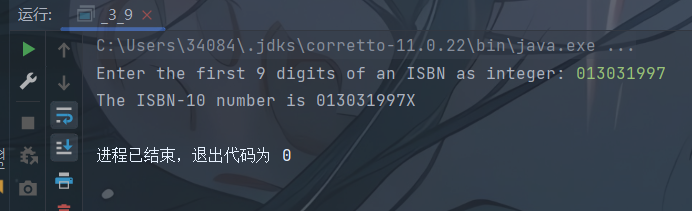 运行: _3_9
C:\Users\34084\.jdks\corretto-11.0.22\bin\java.exe ...
Enter the first 9 digits of an ISBN as integer: 013031997
The ISBN-10 number is 013031997X
进程已结束，退出代码为 0